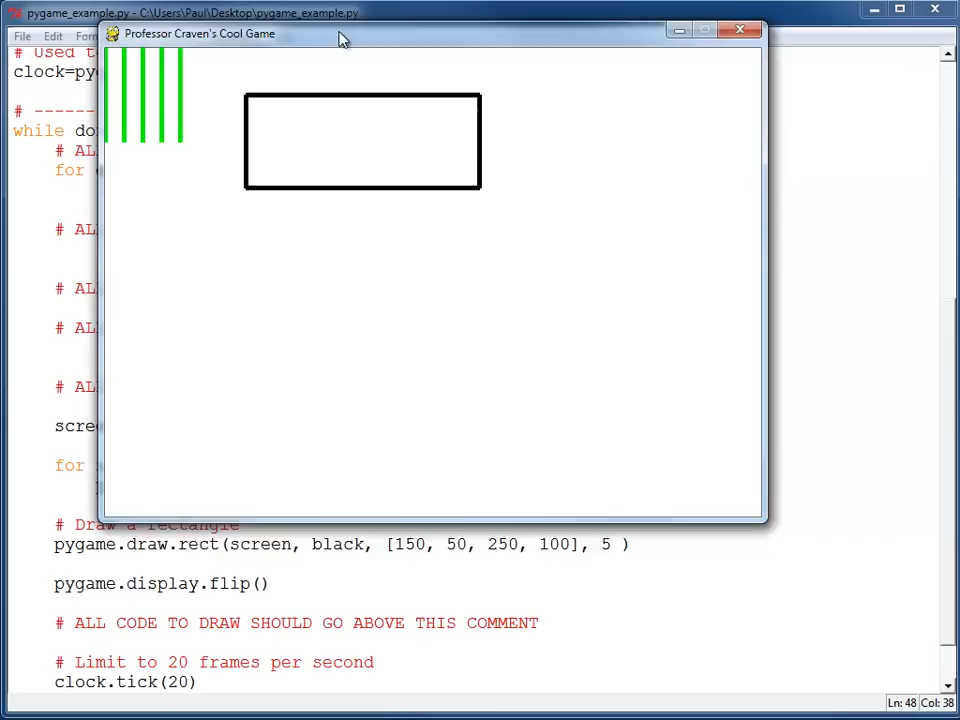 pygame_example.py - C:\Users\Paul\Desktop\pygame_example.py
Professor Craven's Cool Game
File Edit
# Used t
clock=pyg
# -----
while do
# AL
for
# AL
# AL
# AL
# AL
scree
for
# Draw a rectangle
pygame.draw.rect(screen, black, [150, 50, 250, 100], 5 )
pygame.display.flip()
# ALL CODE TO DRAW SHOULD GO ABOVE THIS COMMENT
# Limit to 20 frames per second
clock.tick(20)
Ln: 48 Col: 38